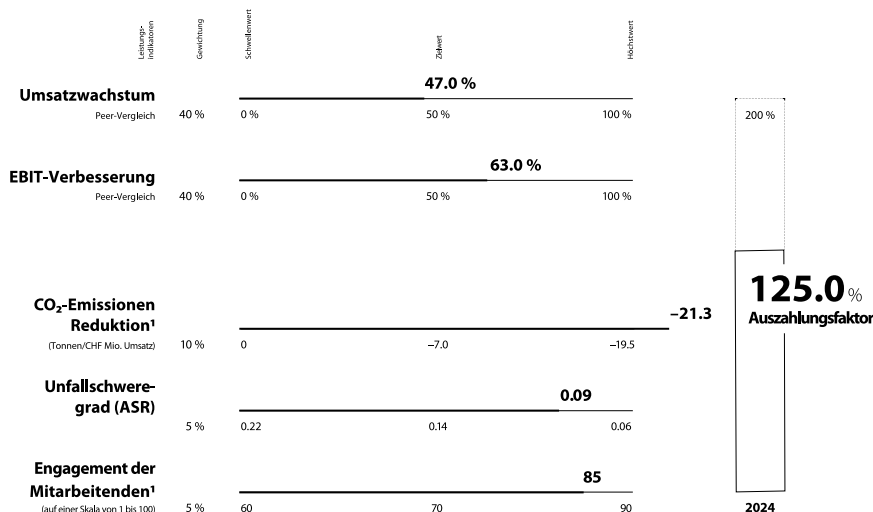 Leistungs-
indikatoren
Gewichtung
Schwellenwert
Zielwert
Höchstwert
47.0 %
Umsatzwachstum
Peer-Vergleich 40 % 0 % 50 % 100 %
200 %
63.0 %
EBIT-Verbesserung
Peer-Vergleich 40 % 0 % 50 % 100 %
125.0 %
Auszahlungsfaktor
CO₂-Emissionen
Reduktion¹
–21.3
(Tonnen/CHF Mio. Umsatz) 10 % 0 –7.0 –19.5
Unfallschwere-
grad (ASR)
0.09
5 % 0.22 0.14 0.06
Engagement der
Mitarbeitenden¹
85
(auf einer Skala von 1 bis 100) 5 % 60 70 90
2024